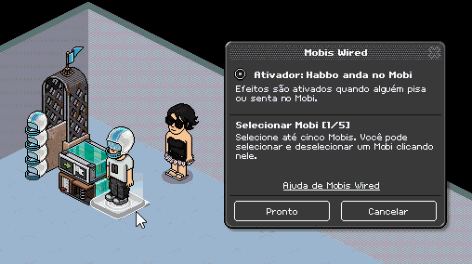 Mobis Wired
Ativador: Habbo anda no Mobi
Efeitos são ativados quando alguém pisa
ou senta no Mobi.
Selecionar Mobi [1/5]
Selecione até cinco Mobis. Você pode
selecionar e deselecionar um Mobi clicando
nele.
Ajuda de Mobis Wired
Pronto
Cancelar